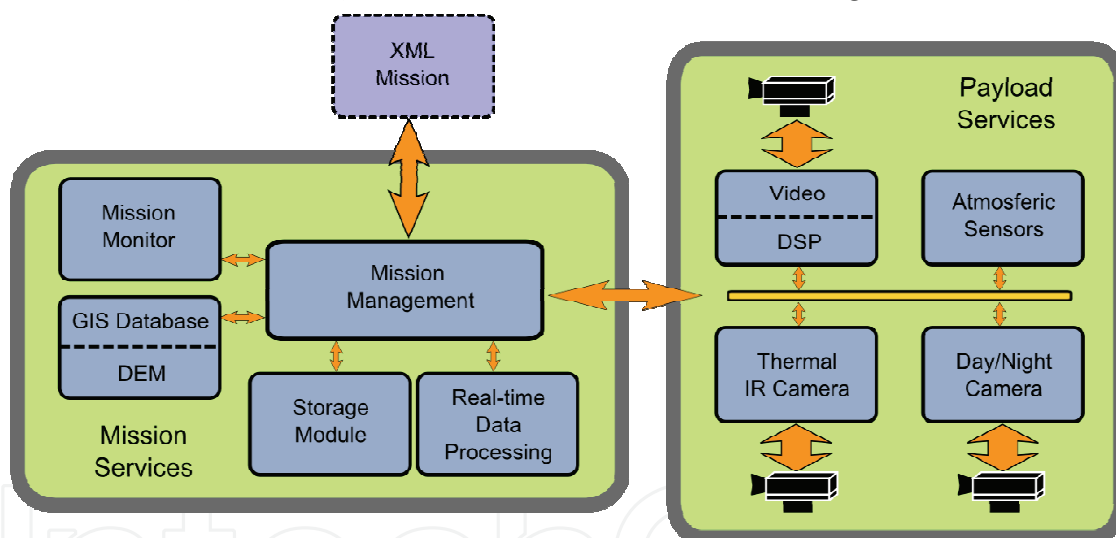 XML
Mission
Mission
Monitor
GIS Database
DEM
Mission
Management
Storage
Module
Real-time
Data
Processing
Mission
Services
Payload
Services
Video
DSP
Atmosferic
Sensors
Thermal
IR Camera
Day/Night
Camera